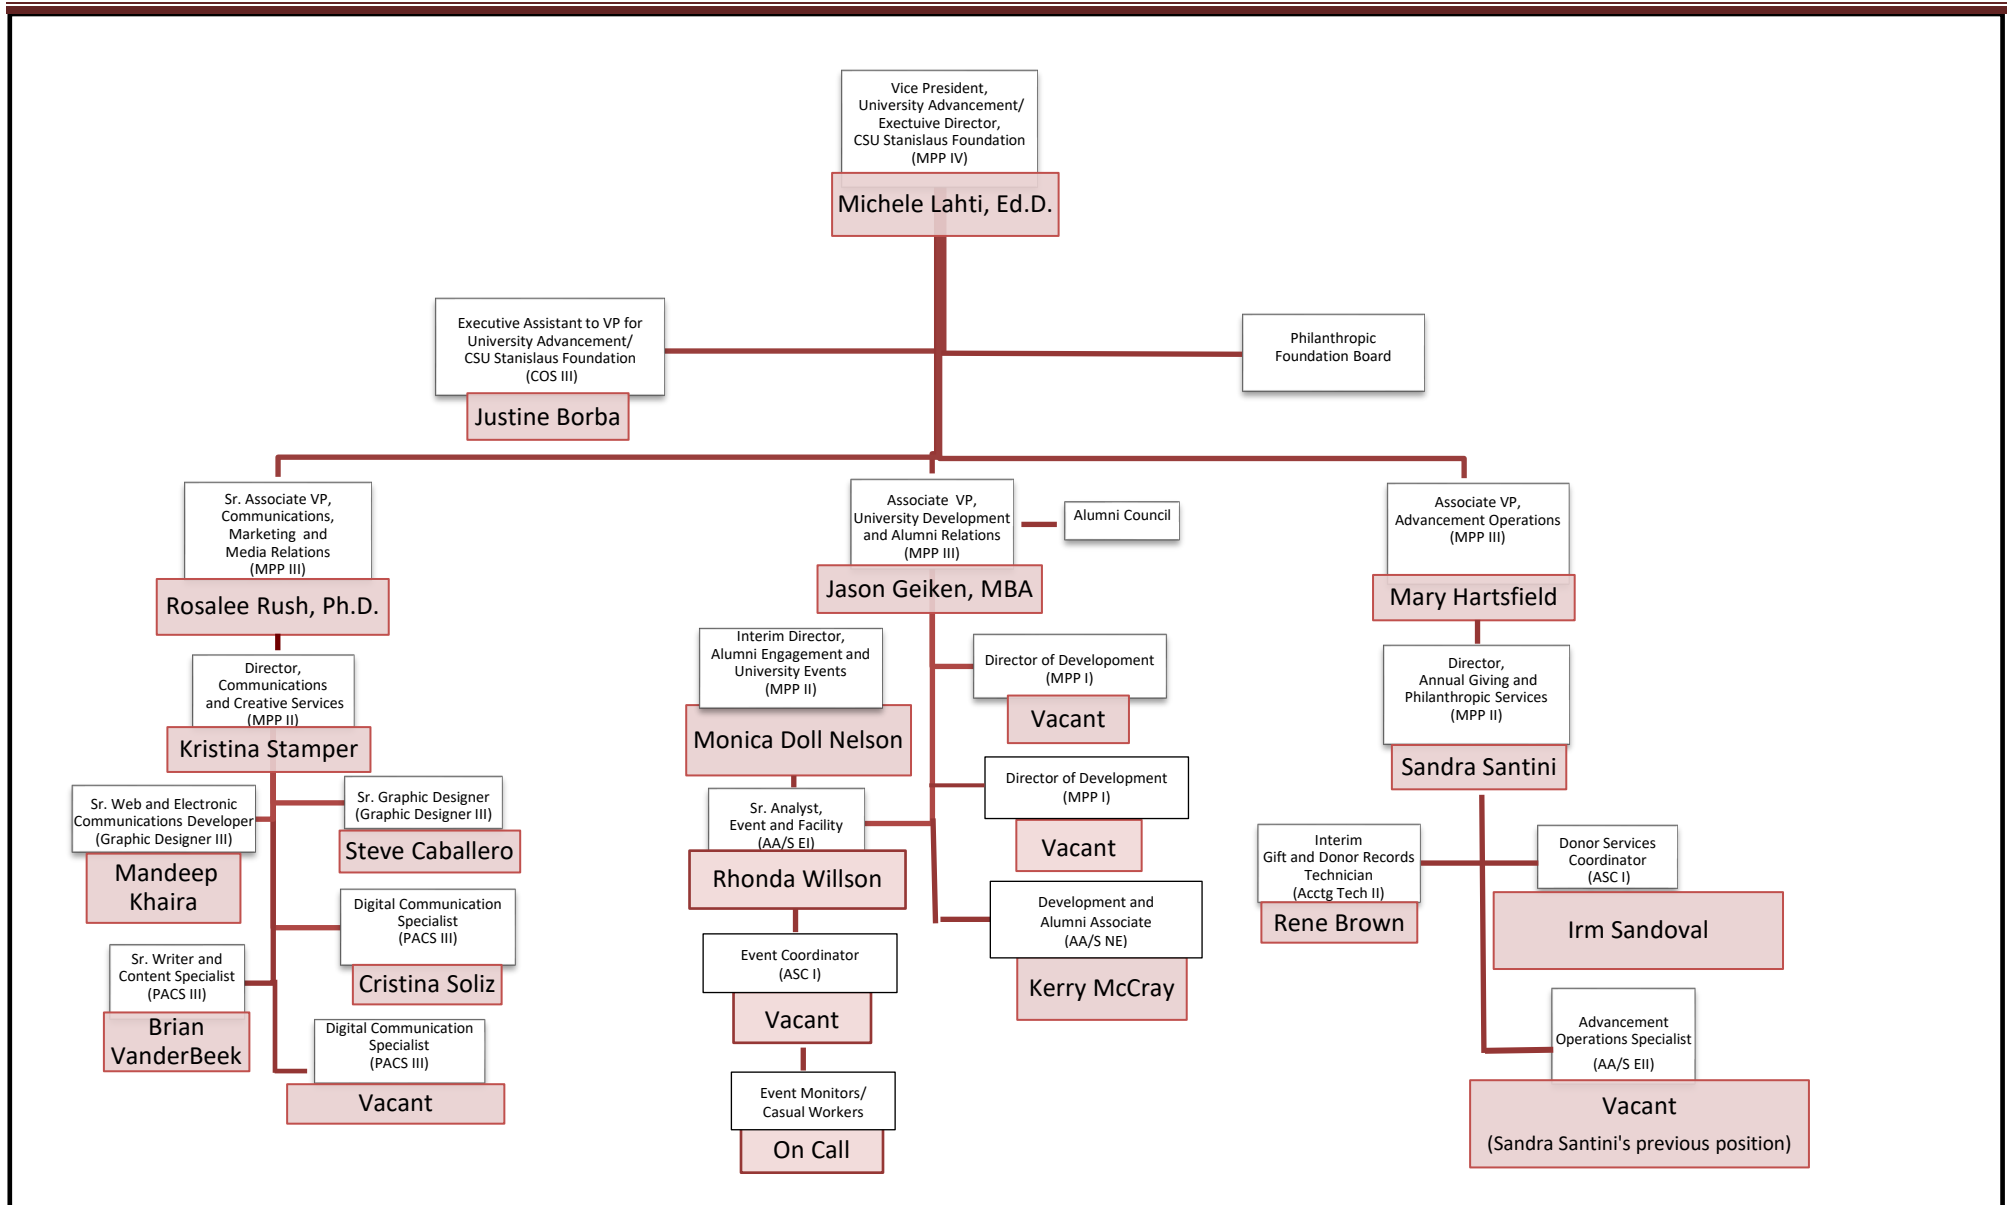 Vice President,
University Advancement/
Exectuive Director,
CSU Stanislaus Foundation
(MPP IV)
Michele Lahti, Ed.D.
Executive Assistant to VP for
University Advancement/
CSU Stanislaus Foundation
(COS III)
Justine Borba
Philanthropic
Foundation Board
Sr. Associate VP,
Communications,
Marketing and
Media Relations
(MPP III)
Rosalee Rush, Ph.D.
Director,
Communications
and Creative Services
(MPP II)
Kristina Stamper
Sr. Web and Electronic
Communications Developer
(Graphic Designer III)
Mandeep
Khaira
Sr. Graphic Designer
(Graphic Designer III)
Steve Caballero
Digital Communication
Specialist
(PACS III)
Cristina Soliz
Sr. Writer and
Content Specialist
(PACS III)
Brian
VanderBeek
Digital Communication
Specialist
(PACS III)
Vacant
Associate VP,
University Development
and Alumni Relations
(MPP III)
Jason Geiken, MBA
Alumni Council
Interim Director,
Alumni Engagement and
University Events
(MPP II)
Monica Doll Nelson
Sr. Analyst,
Event and Facility
(AA/S EI)
Rhonda Willson
Event Coordinator
(ASC I)
Vacant
Event Monitors/
Casual Workers
On Call
Director of Developoment
(MPP I)
Vacant
Director of Development
(MPP I)
Vacant
Development and
Alumni Associate
(AA/S NE)
Kerry McCray
Associate VP,
Advancement Operations
(MPP III)
Mary Hartsfield
Director,
Annual Giving and
Philanthropic Services
(MPP II)
Sandra Santini
Interim
Gift and Donor Records
Technician
(Acctg Tech II)
Rene Brown
Donor Services
Coordinator
(ASC I)
Irm Sandoval
Advancement
Operations Specialist
(AA/S EII)
Vacant
(Sandra Santini's previous position)